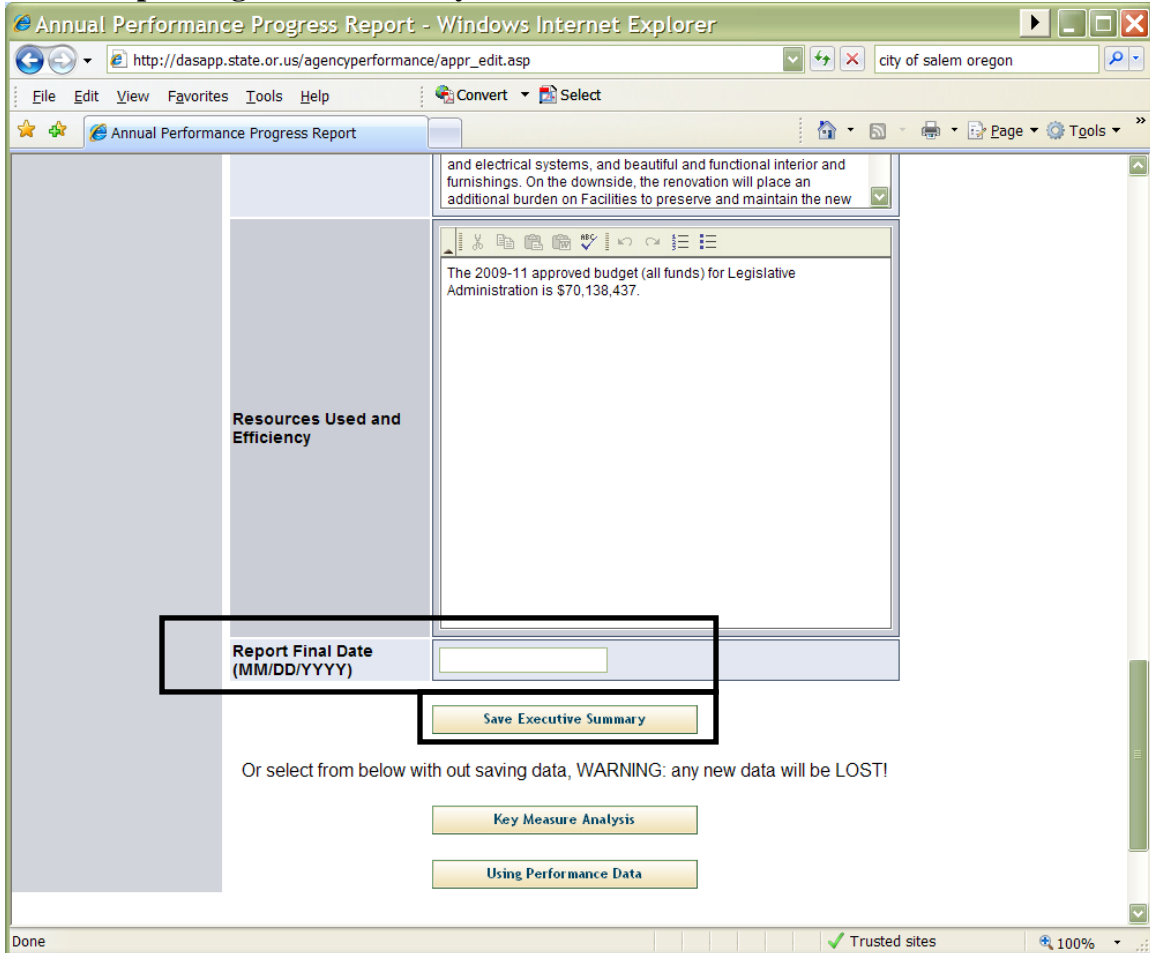 Annual Performance Progress Report - Windows Internet Explorer
http://dasapp.state.or.us/agencyperformance/appr_edit.asp
city of salem oregon
File Edit View Favorites Tools Help
Convert Select
Annual Performance Progress Report
Page Tools
and electrical systems, and beautiful and functional interior and
furnishings. On the downside, the renovation will place an
additional burden on Facilities to preserve and maintain the new
ABC
The 2009-11 approved budget (all funds) for Legislative
Administration is $70,138,437.
Resources Used and
Efficiency
Report Final Date
(MM/DD/YYYY)
Save Executive Summary
Or select from below with out saving data, WARNING: any new data will be LOST!
Key Measure Analysis
Using Performance Data
Done
Trusted sites
100%